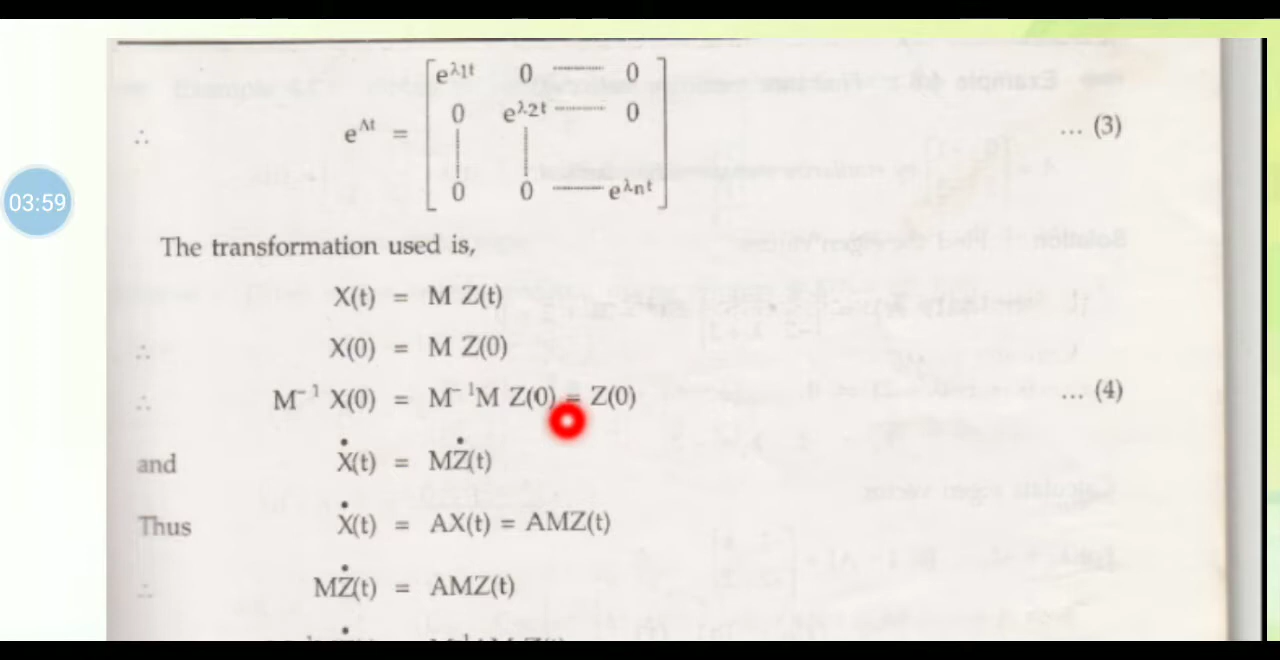 e^λ1t 0 0
0 e^λ2t 0
∴ e^Λt = ... (3)
03:59
0 0 e^λnt
The transformation used is,
X(t) = M Z(t)
∴ X(0) = M Z(0)
∴ M⁻¹ X(0) = M⁻¹M Z(0) = Z(0) ... (4)
and Ẋ(t) = MŻ(t)
Thus Ẋ(t) = AX(t) = AMZ(t)
∴ MŻ(t) = AMZ(t)